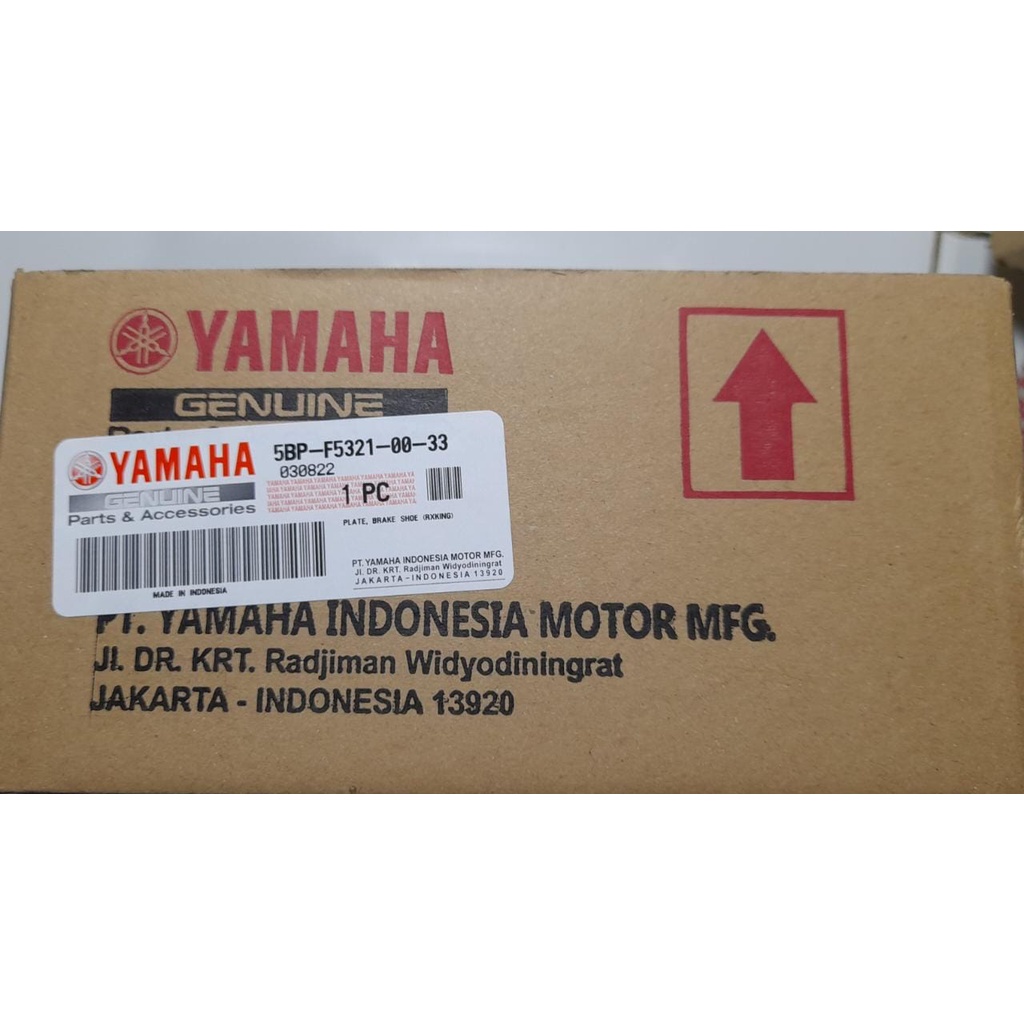 YAMAHA
GENUINE
YAMAHA
GENUINE
Parts & Accessories
5BP-F5321-00-33
030822
1 PC
PLATE, BRAKE SHOE (RXKING)
MADE IN INDONESIA
PT. YAMAHA INDONESIA MOTOR MFG.
Jl. DR. KRT. Radjiman Widyodiningrat
JAKARTA - INDONESIA 13920
PT. YAMAHA INDONESIA MOTOR MFG.
Jl. DR. KRT. Radjiman Widyodiningrat
JAKARTA - INDONESIA 13920